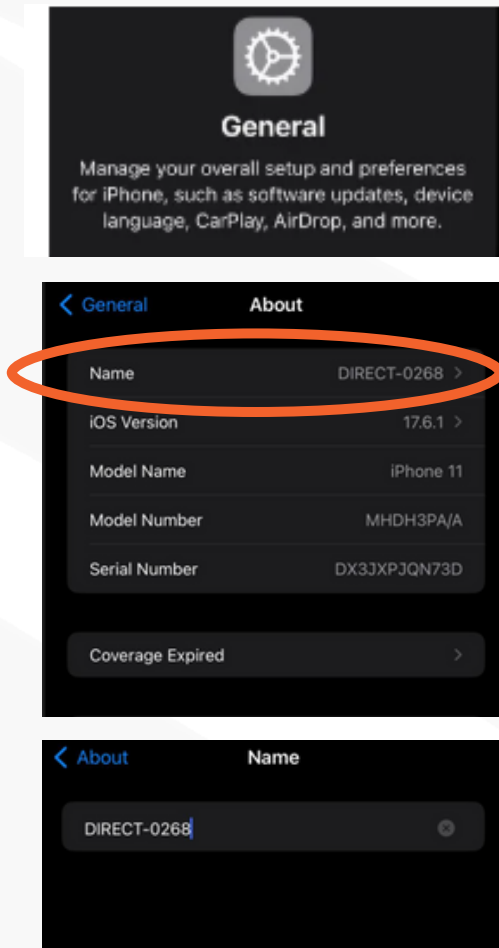 General
Manage your overall setup and preferences
for iPhone, such as software updates, device
language, CarPlay, AirDrop, and more.
General About
Name DIRECT-0268
iOS Version 17.6.1
Model Name iPhone 11
Model Number MHDH3PA/A
Serial Number DX3JXPJQN73D
Coverage Expired
About Name
DIRECT-0268